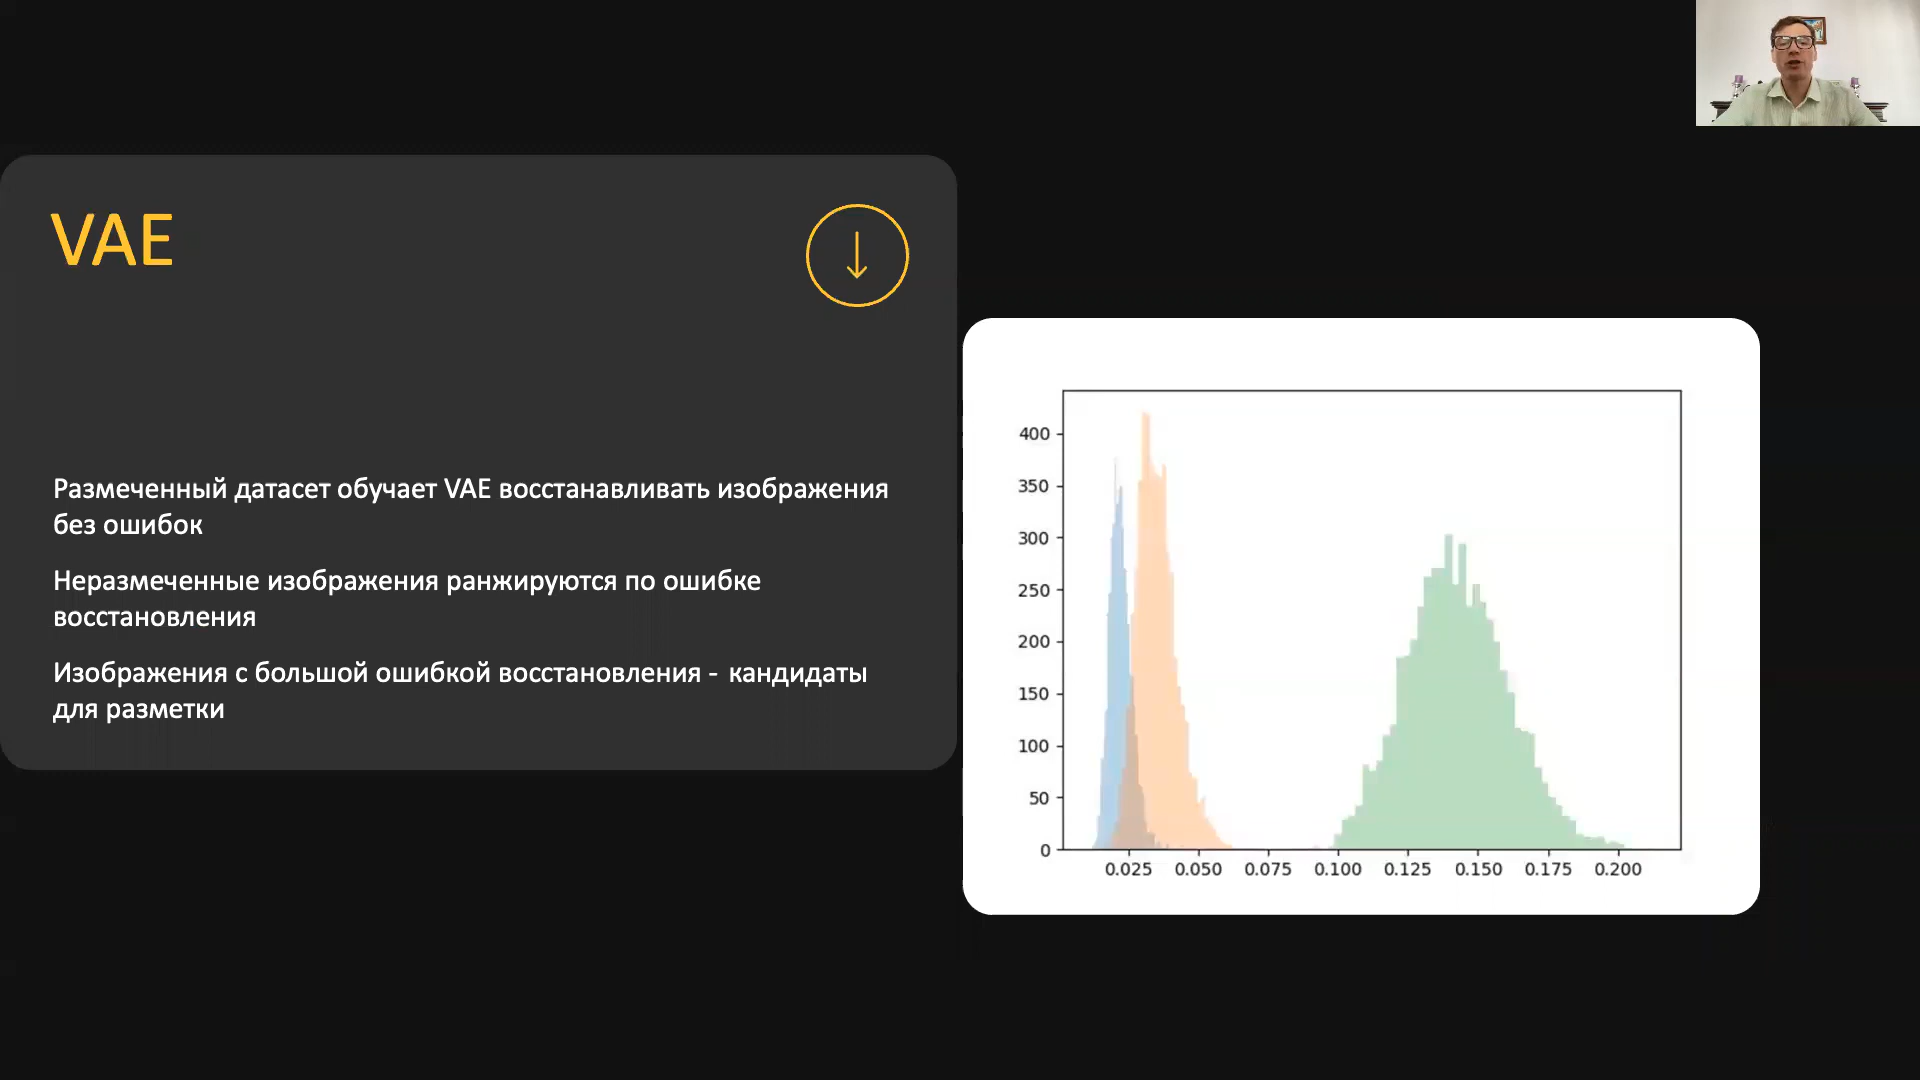 VAE
Размеченный датасет обучает VAE восстанавливать изображения
без ошибок
Неразмеченные изображения ранжируются по ошибке
восстановления
Изображения с большой ошибкой восстановления - кандидаты
для разметки
400
350
300
250
200
150
100
50
0
0.025 0.050 0.075 0.100 0.125 0.150 0.175 0.200